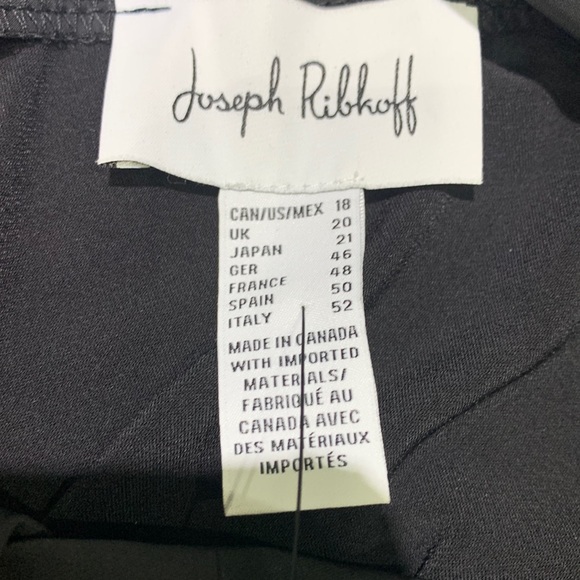 Joseph Ribkoff
CAN/US/MEX 18
UK 20
JAPAN 21
GER 46
FRANCE 48
SPAIN 50
ITALY 52
MADE IN CANADA
WITH IMPORTED
MATERIALS/
FABRIQUÉ AU
CANADA AVEC
DES MATÉRIAUX
IMPORTÉS